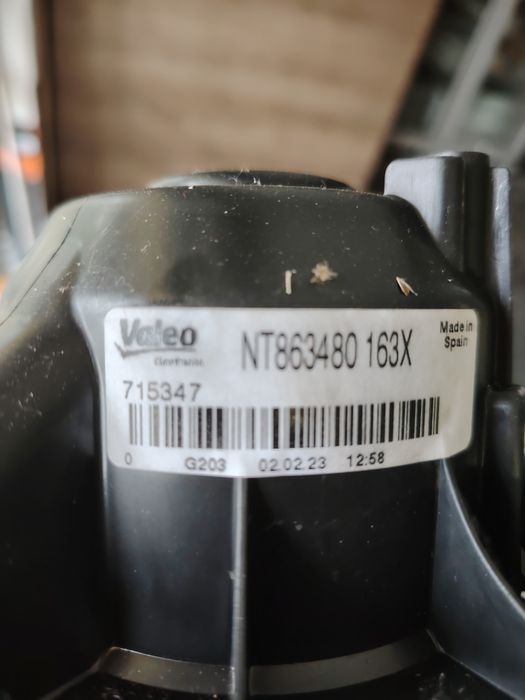 Valeo
NT863480 163X
Made in
Spain
715347
0 G203 02.02.23 12:58